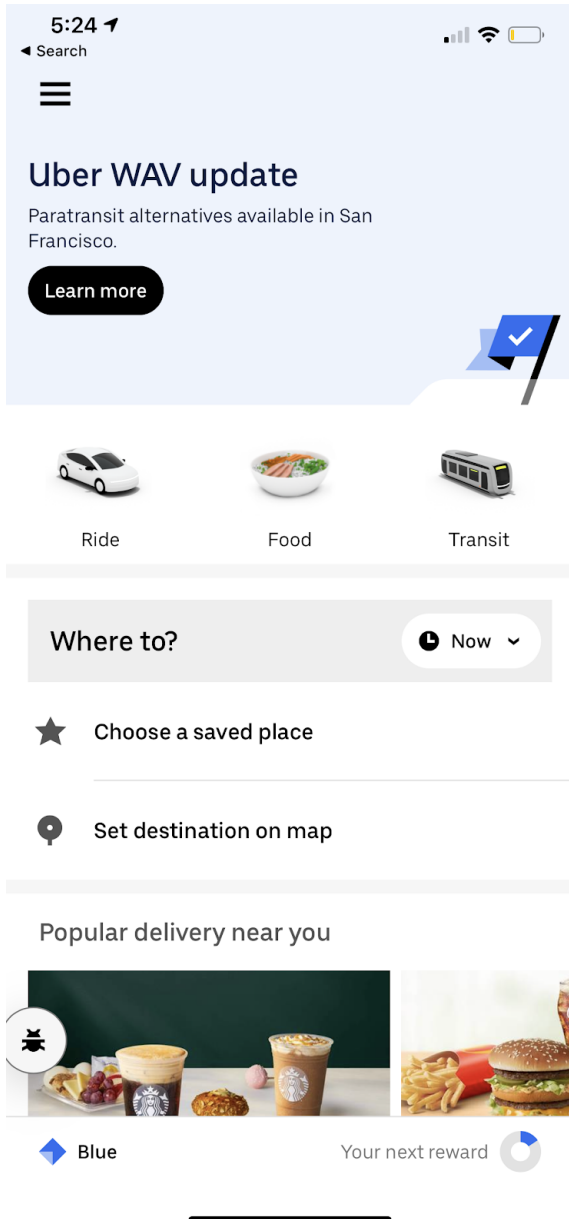 5:24
◀ Search
Uber WAV update
Paratransit alternatives available in San
Francisco.
Learn more
Ride
Food
Transit
Where to?
Now
Choose a saved place
Set destination on map
Popular delivery near you
Blue
Your next reward